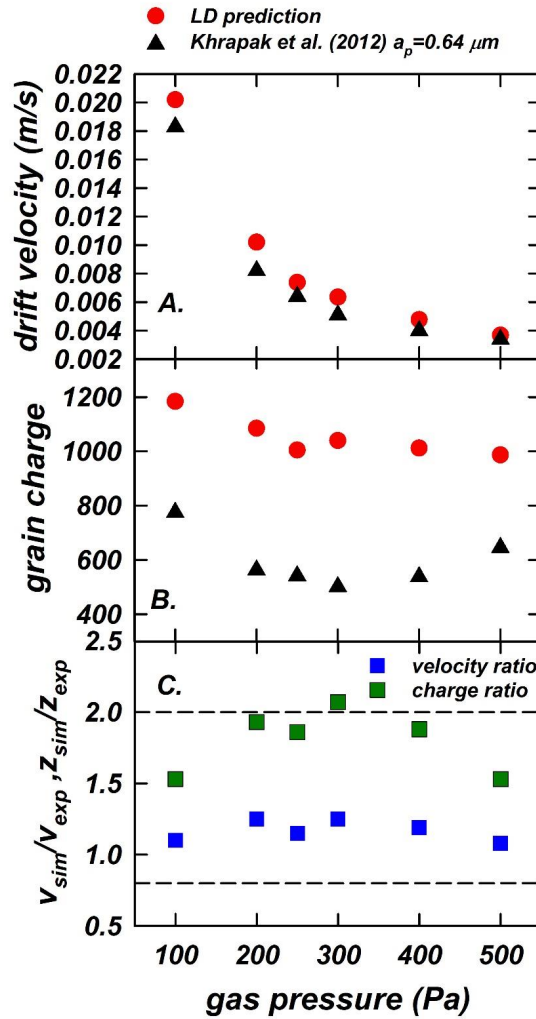 LD prediction
Khrapak et al. (2012) a_p=0.64 μm
0.022
0.020
0.018
0.016
0.014
0.012
0.010
0.008
0.006
0.004
0.002
drift velocity (m/s)
A.
1200
1000
800
600
400
grain charge
B.
2.5
2.0
1.5
1.0
0.5
v_sim/v_exp ,z_sim/z_exp
C.
velocity ratio
charge ratio
100 200 300 400 500
gas pressure (Pa)